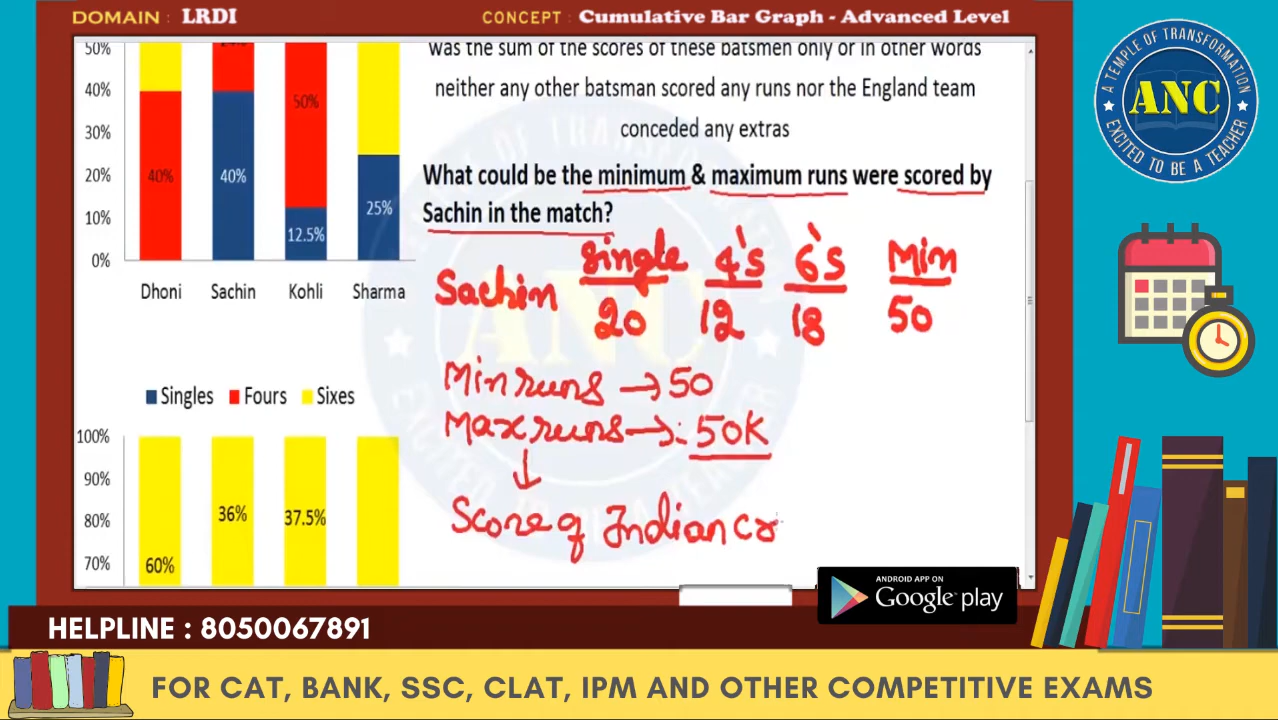 DOMAIN : LRDI
CONCEPT : Cumulative Bar Graph - Advanced Level
50%
40%
30%
20%
10%
0%
24%
50%
40%
40%
12.5%
25%
Dhoni Sachin Kohli Sharma
was the sum of the scores of these batsmen only or in other words
neither any other batsman scored any runs nor the England team
conceded any extras
What could be the minimum & maximum runs were scored by
Sachin in the match?
single 4's 6's Min
Sachin 20 12 18 50
Min runs → 50
Max runs → : 50K
↓
Score of Indian Cr
Singles Fours Sixes
100%
90%
80%
70%
36%
37.5%
60%
A TEMPLE OF TRANSFORMATION
ANC
EXCITED TO BE A TEACHER
ANDROID APP ON
Google play
HELPLINE : 8050067891
FOR CAT, BANK, SSC, CLAT, IPM AND OTHER COMPETITIVE EXAMS